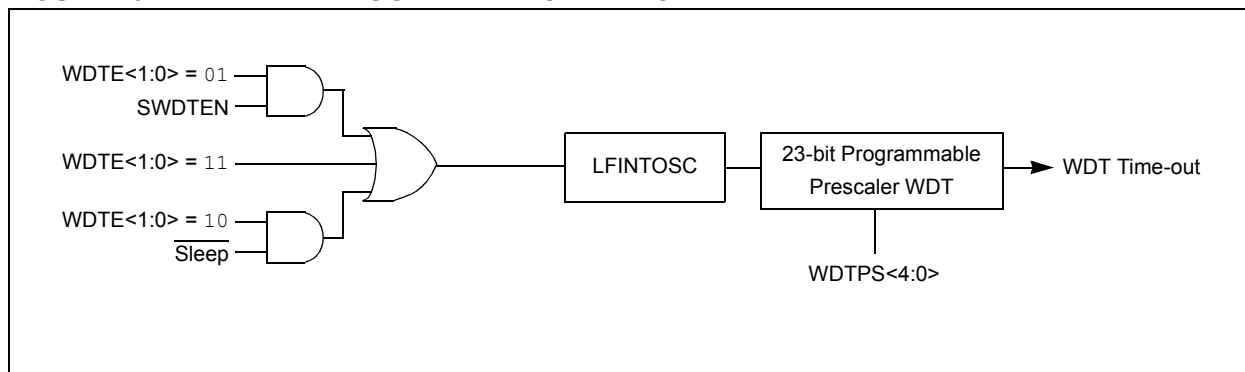 WDTE<1:0> = 01
SWDTEN
WDTE<1:0> = 11
WDTE<1:0> = 10
Sleep
LFINTOSC
23-bit Programmable
Prescaler WDT
WDT Time-out
WDTPS<4:0>